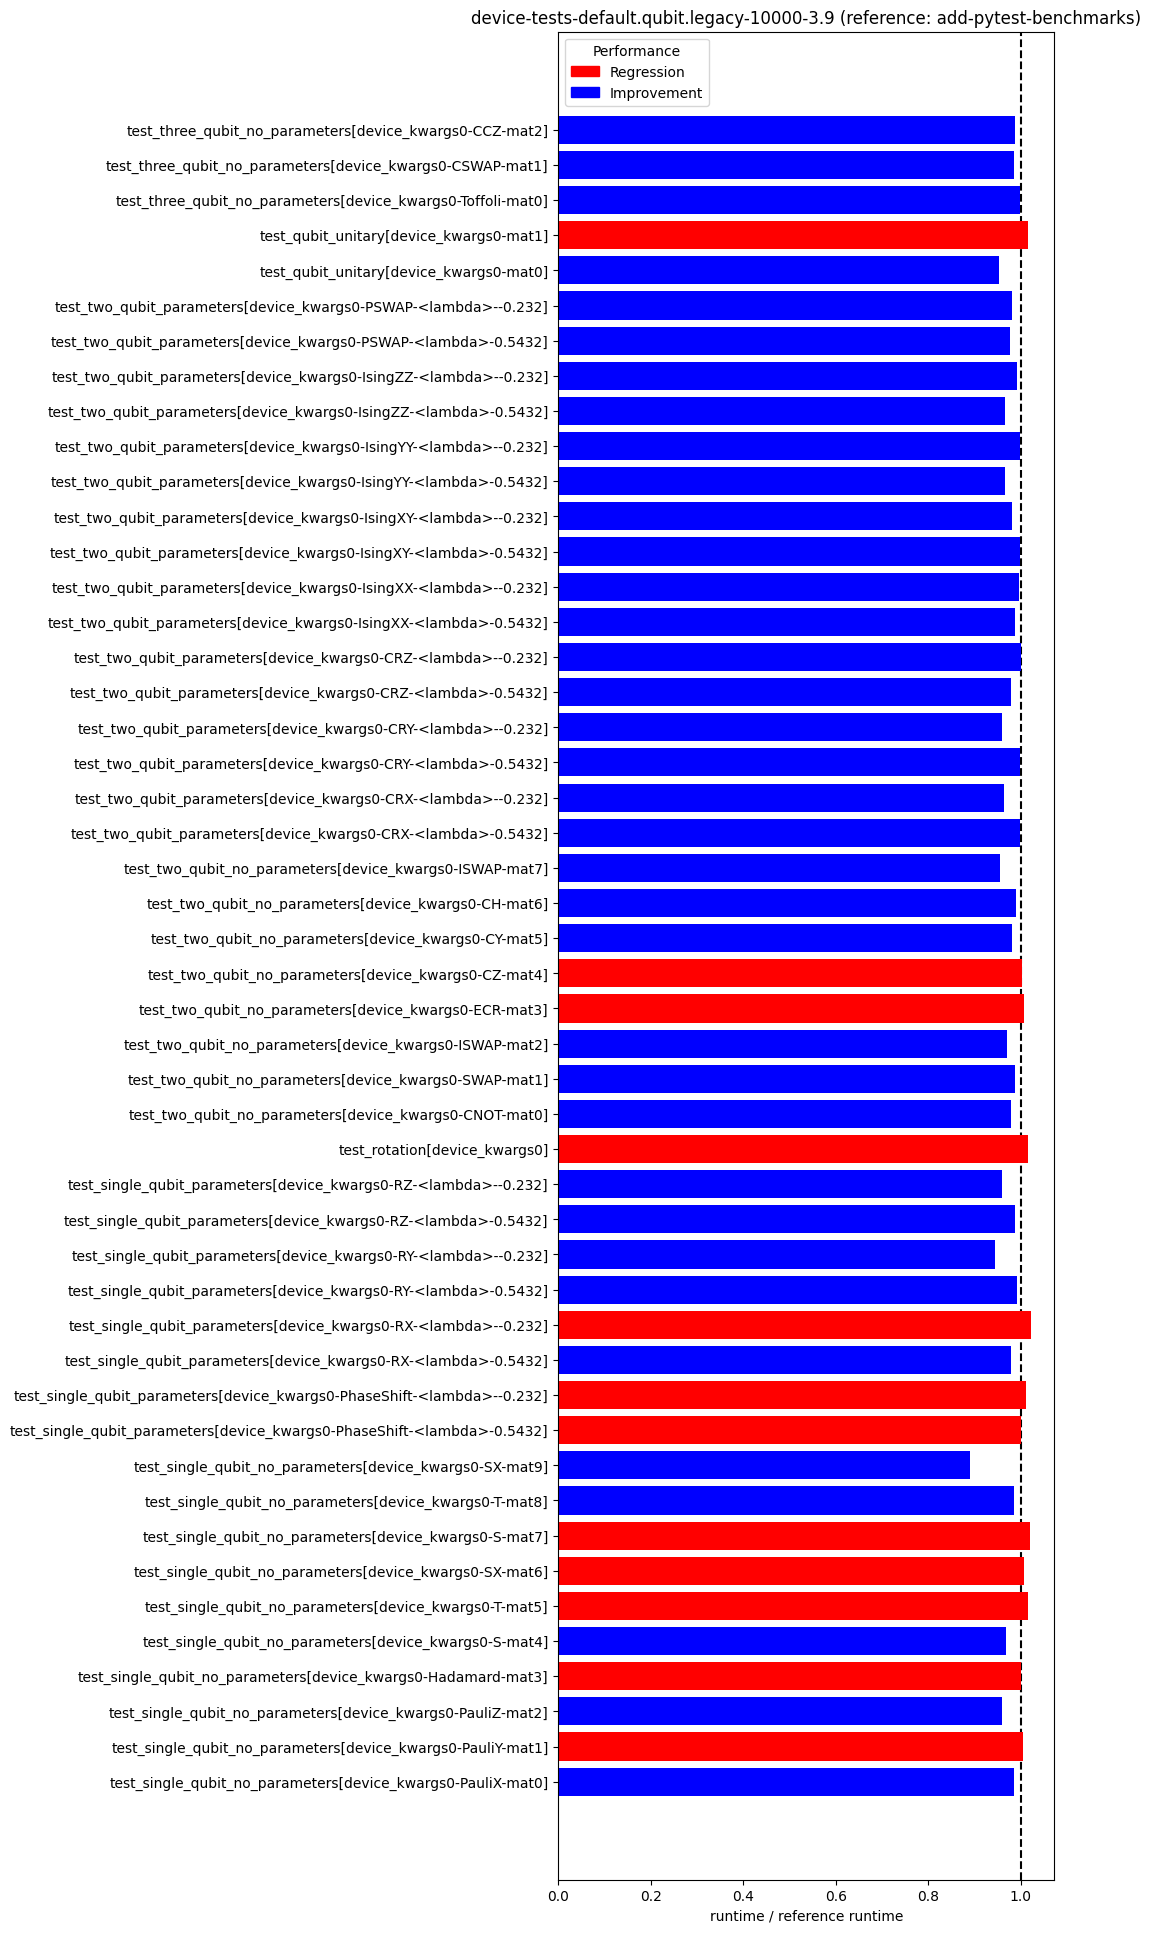 device-tests-default.qubit.legacy-10000-3.9 (reference: add-pytest-benchmarks)
Performance
Regression
Improvement
test_three_qubit_no_parameters[device_kwargs0-CCZ-mat2]
test_three_qubit_no_parameters[device_kwargs0-CSWAP-mat1]
test_three_qubit_no_parameters[device_kwargs0-Toffoli-mat0]
test_qubit_unitary[device_kwargs0-mat1]
test_qubit_unitary[device_kwargs0-mat0]
test_two_qubit_parameters[device_kwargs0-PSWAP-<lambda>--0.232]
test_two_qubit_parameters[device_kwargs0-PSWAP-<lambda>-0.5432]
test_two_qubit_parameters[device_kwargs0-IsingZZ-<lambda>--0.232]
test_two_qubit_parameters[device_kwargs0-IsingZZ-<lambda>-0.5432]
test_two_qubit_parameters[device_kwargs0-IsingYY-<lambda>--0.232]
test_two_qubit_parameters[device_kwargs0-IsingYY-<lambda>-0.5432]
test_two_qubit_parameters[device_kwargs0-IsingXY-<lambda>--0.232]
test_two_qubit_parameters[device_kwargs0-IsingXY-<lambda>-0.5432]
test_two_qubit_parameters[device_kwargs0-IsingXX-<lambda>--0.232]
test_two_qubit_parameters[device_kwargs0-IsingXX-<lambda>-0.5432]
test_two_qubit_parameters[device_kwargs0-CRZ-<lambda>--0.232]
test_two_qubit_parameters[device_kwargs0-CRZ-<lambda>-0.5432]
test_two_qubit_parameters[device_kwargs0-CRY-<lambda>--0.232]
test_two_qubit_parameters[device_kwargs0-CRY-<lambda>-0.5432]
test_two_qubit_parameters[device_kwargs0-CRX-<lambda>--0.232]
test_two_qubit_parameters[device_kwargs0-CRX-<lambda>-0.5432]
test_two_qubit_no_parameters[device_kwargs0-ISWAP-mat7]
test_two_qubit_no_parameters[device_kwargs0-CH-mat6]
test_two_qubit_no_parameters[device_kwargs0-CY-mat5]
test_two_qubit_no_parameters[device_kwargs0-CZ-mat4]
test_two_qubit_no_parameters[device_kwargs0-ECR-mat3]
test_two_qubit_no_parameters[device_kwargs0-ISWAP-mat2]
test_two_qubit_no_parameters[device_kwargs0-SWAP-mat1]
test_two_qubit_no_parameters[device_kwargs0-CNOT-mat0]
test_rotation[device_kwargs0]
test_single_qubit_parameters[device_kwargs0-RZ-<lambda>--0.232]
test_single_qubit_parameters[device_kwargs0-RZ-<lambda>-0.5432]
test_single_qubit_parameters[device_kwargs0-RY-<lambda>--0.232]
test_single_qubit_parameters[device_kwargs0-RY-<lambda>-0.5432]
test_single_qubit_parameters[device_kwargs0-RX-<lambda>--0.232]
test_single_qubit_parameters[device_kwargs0-RX-<lambda>-0.5432]
test_single_qubit_parameters[device_kwargs0-PhaseShift-<lambda>--0.232]
test_single_qubit_parameters[device_kwargs0-PhaseShift-<lambda>-0.5432]
test_single_qubit_no_parameters[device_kwargs0-SX-mat9]
test_single_qubit_no_parameters[device_kwargs0-T-mat8]
test_single_qubit_no_parameters[device_kwargs0-S-mat7]
test_single_qubit_no_parameters[device_kwargs0-SX-mat6]
test_single_qubit_no_parameters[device_kwargs0-T-mat5]
test_single_qubit_no_parameters[device_kwargs0-S-mat4]
test_single_qubit_no_parameters[device_kwargs0-Hadamard-mat3]
test_single_qubit_no_parameters[device_kwargs0-PauliZ-mat2]
test_single_qubit_no_parameters[device_kwargs0-PauliY-mat1]
test_single_qubit_no_parameters[device_kwargs0-PauliX-mat0]
0.0 0.2 0.4 0.6 0.8 1.0
runtime / reference runtime